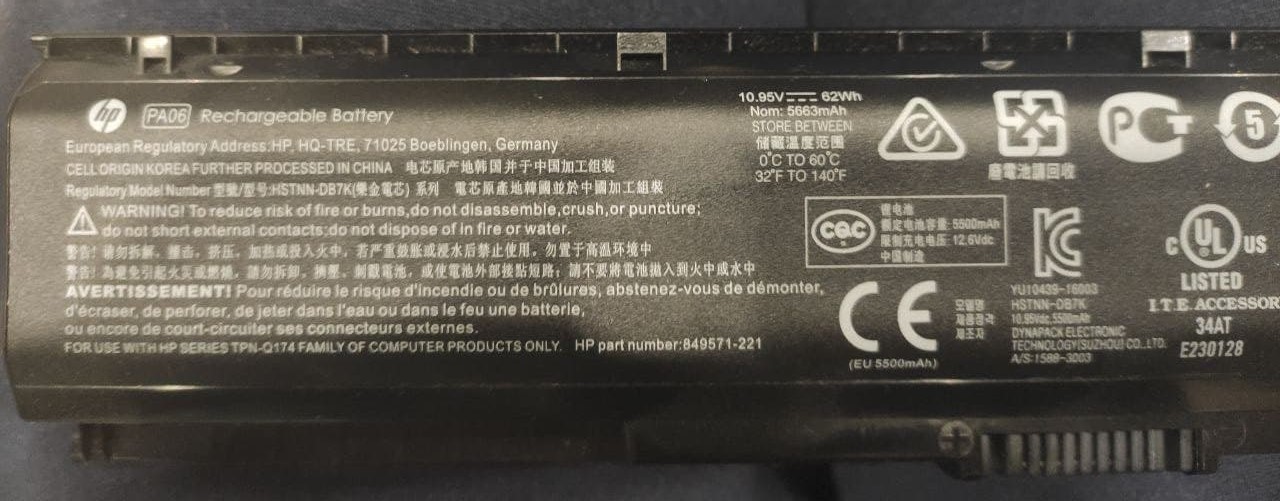 hp PA06 Rechargeable Battery
European Regulatory Address:HP, HQ-TRE, 71025 Boeblingen, Germany
CELL ORIGIN KOREA FURTHER PROCESSED IN CHINA 电芯原产地韩国并于中国加工组装
Regulatory Model Number 型號/型号:HSTNN-DB7K(集金電芯) 系列 電芯原產地韓國並於中國加工組裝
WARNING! To reduce risk of fire or burns,do not disassemble,crush,or puncture;
do not short external contacts;do not dispose of in fire or water.
警告! 请勿拆解、撞击、挤压、加热或投入火中, 若严重鼓胀或浸水后禁止使用, 勿置于高温环境中
警告! 為避免引起火災或燃燒, 請勿拆卸、擠壓、刺戳電池, 或使電池外部接點短路; 請不要將電池拋入到火中或水中
AVERTISSEMENT! Pour réduire le risque d'incendie ou de brûlures, abstenez-vous de démonter,
d'écraser, de perforer, de jeter dans l'eau ou dans le feu une batterie,
ou encore de court-circuiter ses connecteurs externes.
FOR USE WITH HP SERIES TPN-Q174 FAMILY OF COMPUTER PRODUCTS ONLY. HP part number:849571-221
10.95V 62Wh
Nom: 5663mAh
STORE BETWEEN
储藏温度范围
0°C TO 60°C
32°F TO 140°F
廢電池請回收
PCT
5
CQC
锂电池
额定电池容量: 5500mAh
限制充电电压: 12.6Vdc
中国制造
CE
(EU 5500mAh)
모델명
제품정격
제조자
YU10439-16003
HSTNN-DB7K
10.95Vdc, 5500mAh
DYNAPACK ELECTRONIC
TECHNOLOGY(SUZHOU) CO.,LTD.
A/S:1588-3003
c UL US
LISTED
I.T.E. ACCESSOR
34AT
E230128